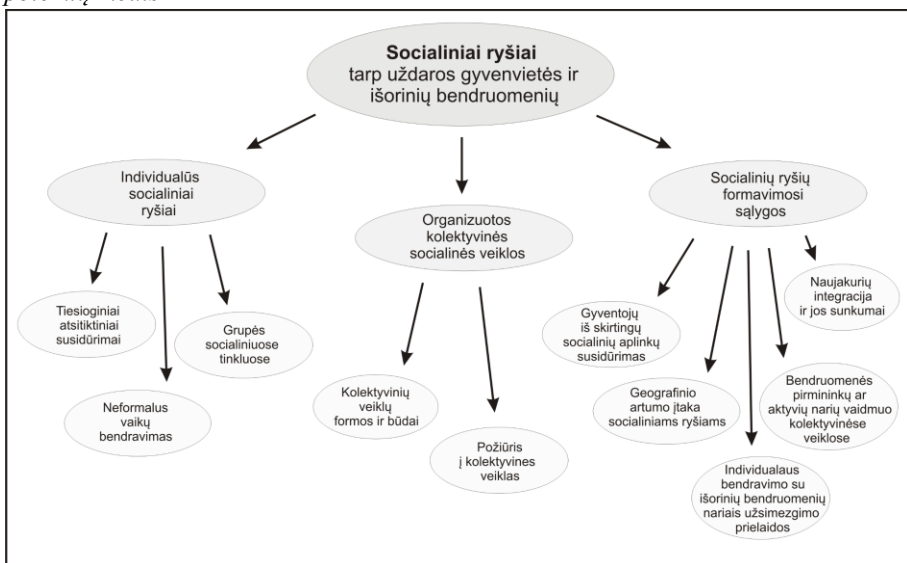 Socialiniai ryšiai
tarp uždaros gyvenvietės ir
išorinių bendruomenių
Individualūs
socialiniai
ryšiai
Organizuotos
kolektyvinės
socialinės veiklos
Socialinių ryšių
formavimosi
sąlygos
Tiesioginiai
atsitiktiniai
susidūrimai
Neformalus
vaikų
bendravimas
Grupės
socialiniuose
tinkluose
Kolektyvinių
veiklų
formos ir būdai
Požiūris
į kolektyvines
veiklas
Gyventojų
iš skirtingų
socialinių aplinkų
susidūrimas
Geografinio
artumo įtaka
socialiniams ryšiams
Individualaus
bendravimo su
išorinių bendruomenių
nariais užsimezgimo
prielaidos
Bendruomenės
pirmininkų ar
aktyvių narių vaidmuo
kolektyvinėse
veiklose
Naujakurių
integracija
ir jos sunkumai